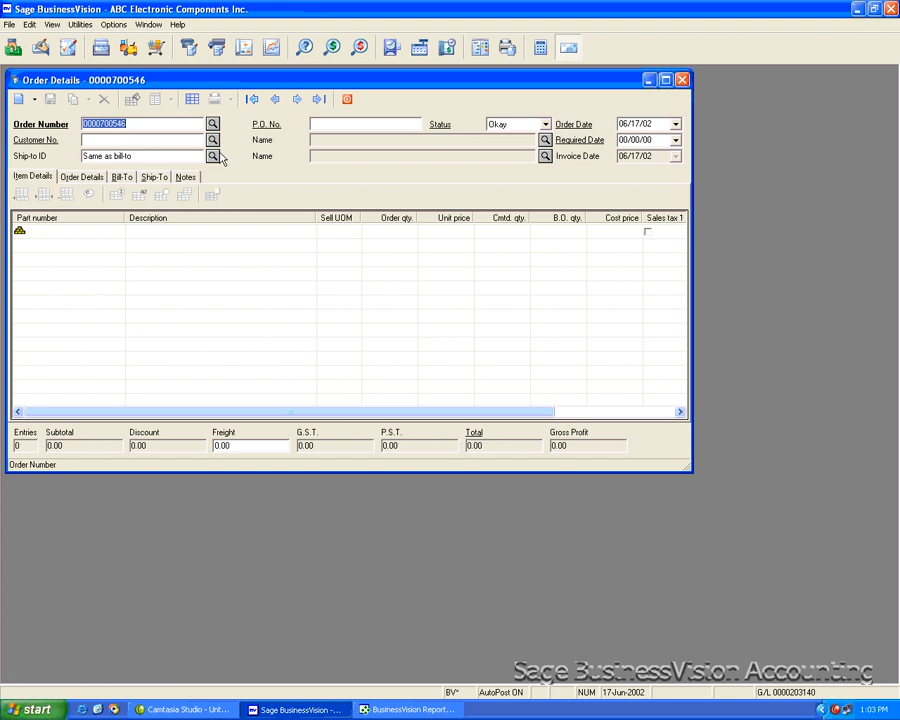 Sage BusinessVision - ABC Electronic Components Inc.
File Edit View Utilities Options Window Help
Order Details - 0000700546
Order Number 0000700546 P.O. No. Status Okay Order Date 06/17/02
Customer No. Name Required Date 00/00/00
Ship-to ID Same as bill-to Name Invoice Date 06/17/02
Item Details Order Details Bill-To Ship-To Notes
Part number Description Sell UOM Order qty. Unit price Cmtd. qty. B.O. qty. Cost price Sales tax 1
Entries Subtotal Discount Freight G.S.T. P.S.T. Total Gross Profit
0 0.00 0.00 0.00 0.00 0.00 0.00 0.00
Order Number
Sage BusinessVision Accounting
BV* AutoPost ON NUM 17-Jun-2002 G/L 0000203140
start Camtasia Studio - Unt... Sage BusinessVision -... BusinessVision Report... 1:03 PM